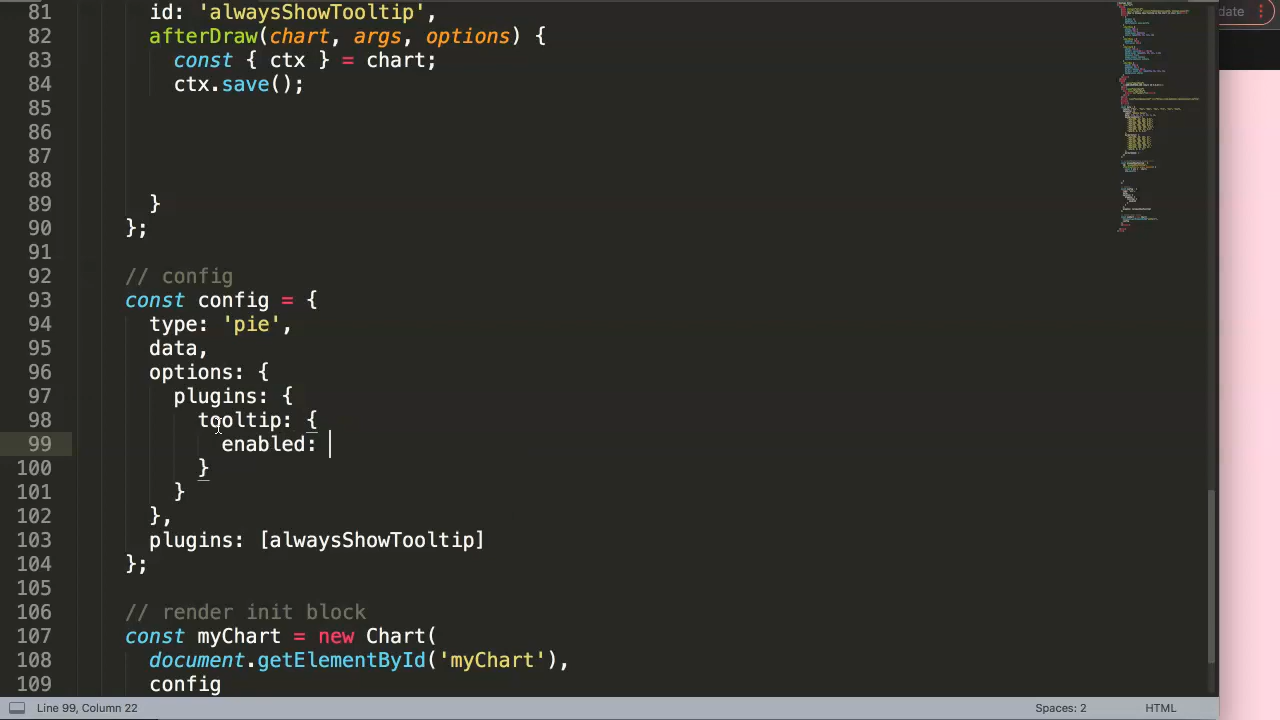 date
81 id: 'alwaysShowTooltip',
82 afterDraw(chart, args, options) {
83 const { ctx } = chart;
84 ctx.save();
85
86
87
88
89 }
90 };
91
92 // config
93 const config = {
94 type: 'pie',
95 data,
96 options: {
97 plugins: {
98 tooltip: {
99 enabled:
100 }
101 }
102 },
103 plugins: [alwaysShowTooltip]
104 };
105
106 // render init block
107 const myChart = new Chart(
108 document.getElementById('myChart'),
109 config
Line 99, Column 22 Spaces: 2 HTML